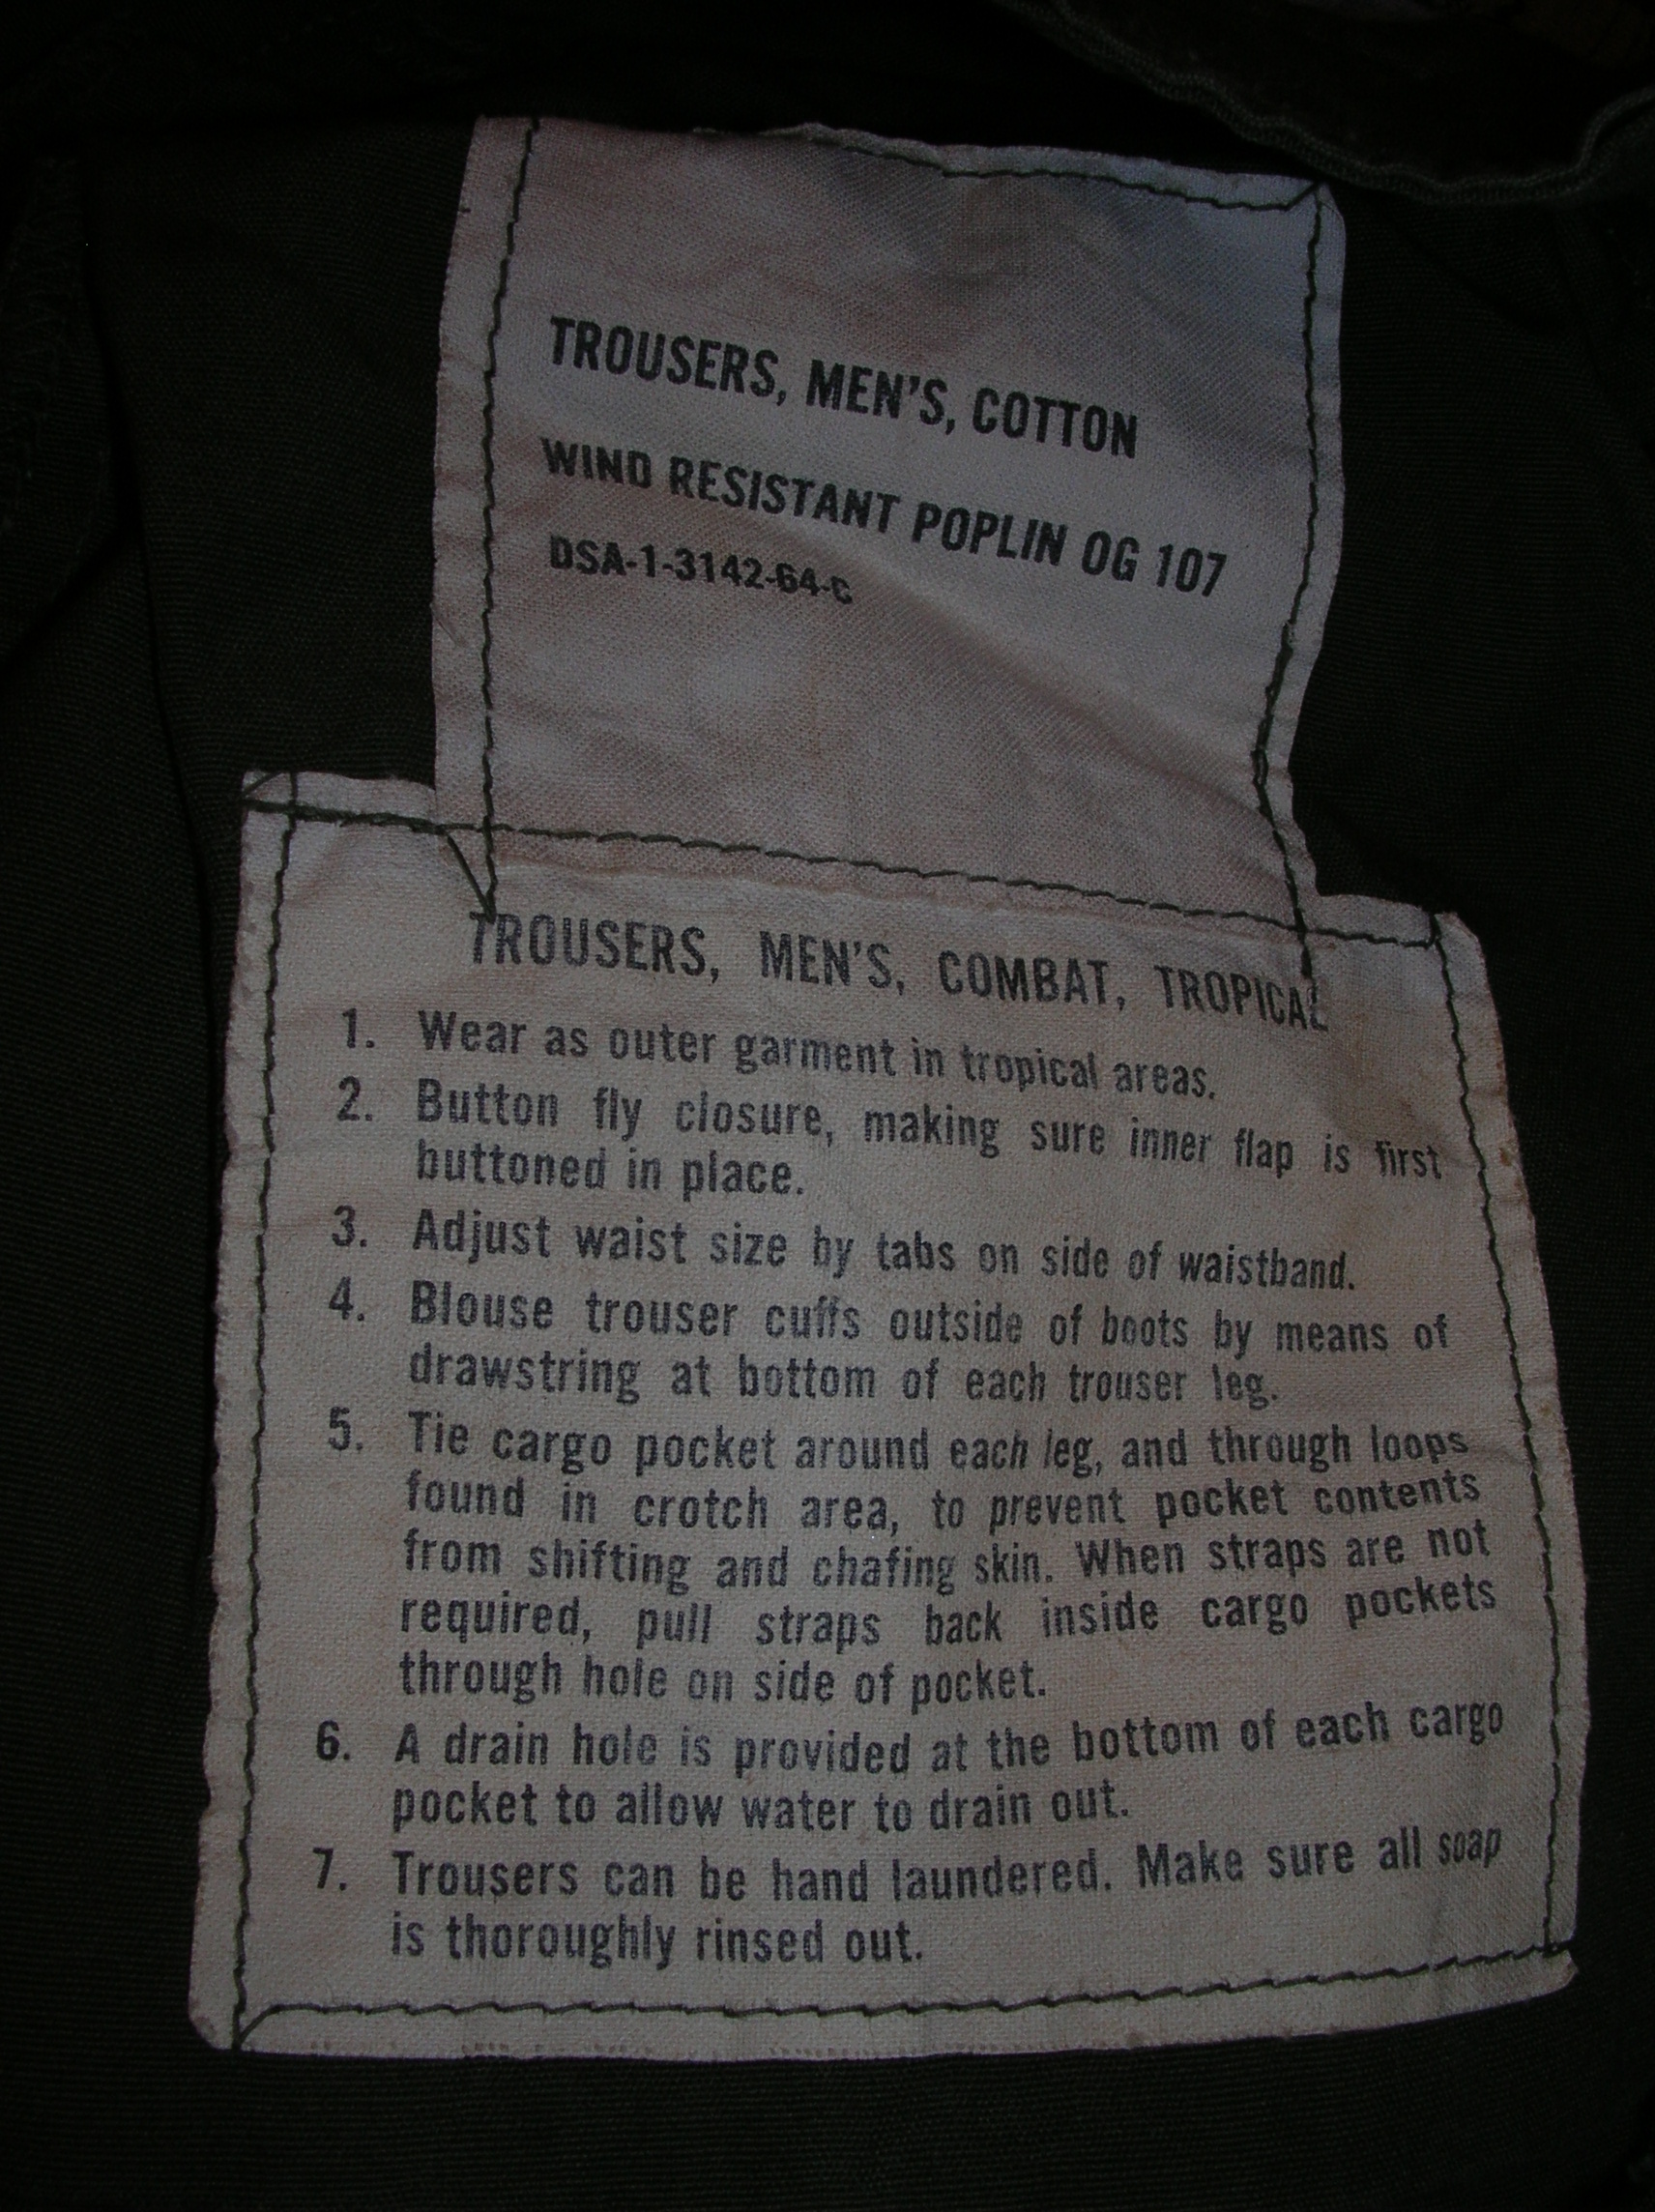 TROUSERS, MEN'S, COTTON
WIND RESISTANT POPLIN OG 107
DSA-1-3142-64-C
TROUSERS, MEN'S, COMBAT, TROPICAL
1. Wear as outer garment in tropical areas.
2. Button fly closure, making sure inner flap is first
buttoned in place.
3. Adjust waist size by tabs on side of waistband.
4. Blouse trouser cuffs outside of boots by means of
drawstring at bottom of each trouser leg.
5. Tie cargo pocket around each leg, and through loops
found in crotch area, to prevent pocket contents
from shifting and chafing skin. When straps are not
required, pull straps back inside cargo pockets
through hole on side of pocket.
6. A drain hole is provided at the bottom of each cargo
pocket to allow water to drain out.
7. Trousers can be hand laundered. Make sure all soap
is thoroughly rinsed out.